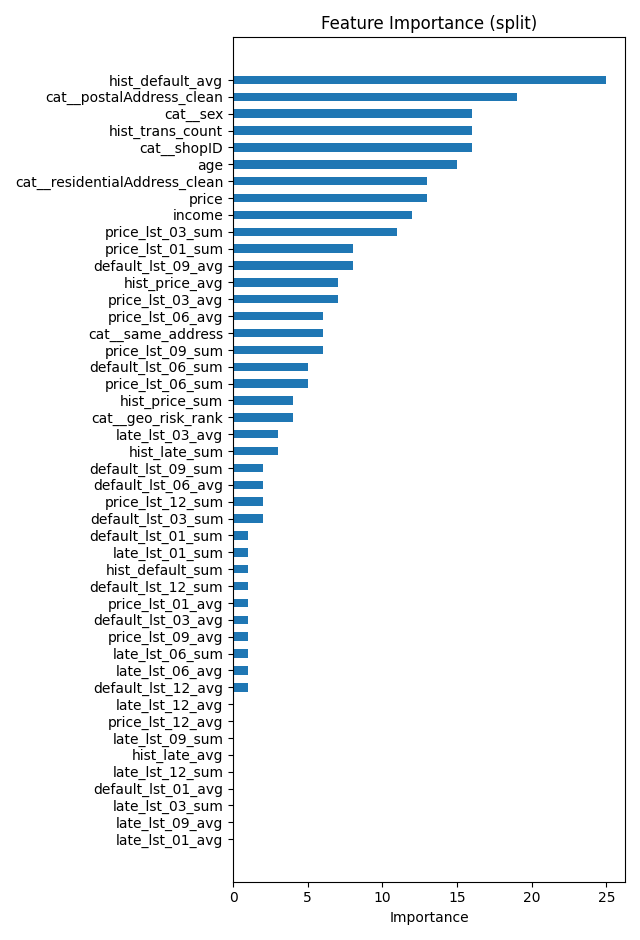 Feature Importance (split)
hist_default_avg
cat__postalAddress_clean
cat__sex
hist_trans_count
cat__shopID
age
cat__residentialAddress_clean
price
income
price_lst_03_sum
price_lst_01_sum
default_lst_09_avg
hist_price_avg
price_lst_03_avg
price_lst_06_avg
cat__same_address
price_lst_09_sum
default_lst_06_sum
price_lst_06_sum
hist_price_sum
cat__geo_risk_rank
late_lst_03_avg
hist_late_sum
default_lst_09_sum
default_lst_06_avg
price_lst_12_sum
default_lst_03_sum
default_lst_01_sum
late_lst_01_sum
hist_default_sum
default_lst_12_sum
price_lst_01_avg
default_lst_03_avg
price_lst_09_avg
late_lst_06_sum
late_lst_06_avg
default_lst_12_avg
late_lst_12_avg
price_lst_12_avg
late_lst_09_sum
hist_late_avg
late_lst_12_sum
default_lst_01_avg
late_lst_03_sum
late_lst_09_avg
late_lst_01_avg
0 5 10 15 20 25
Importance